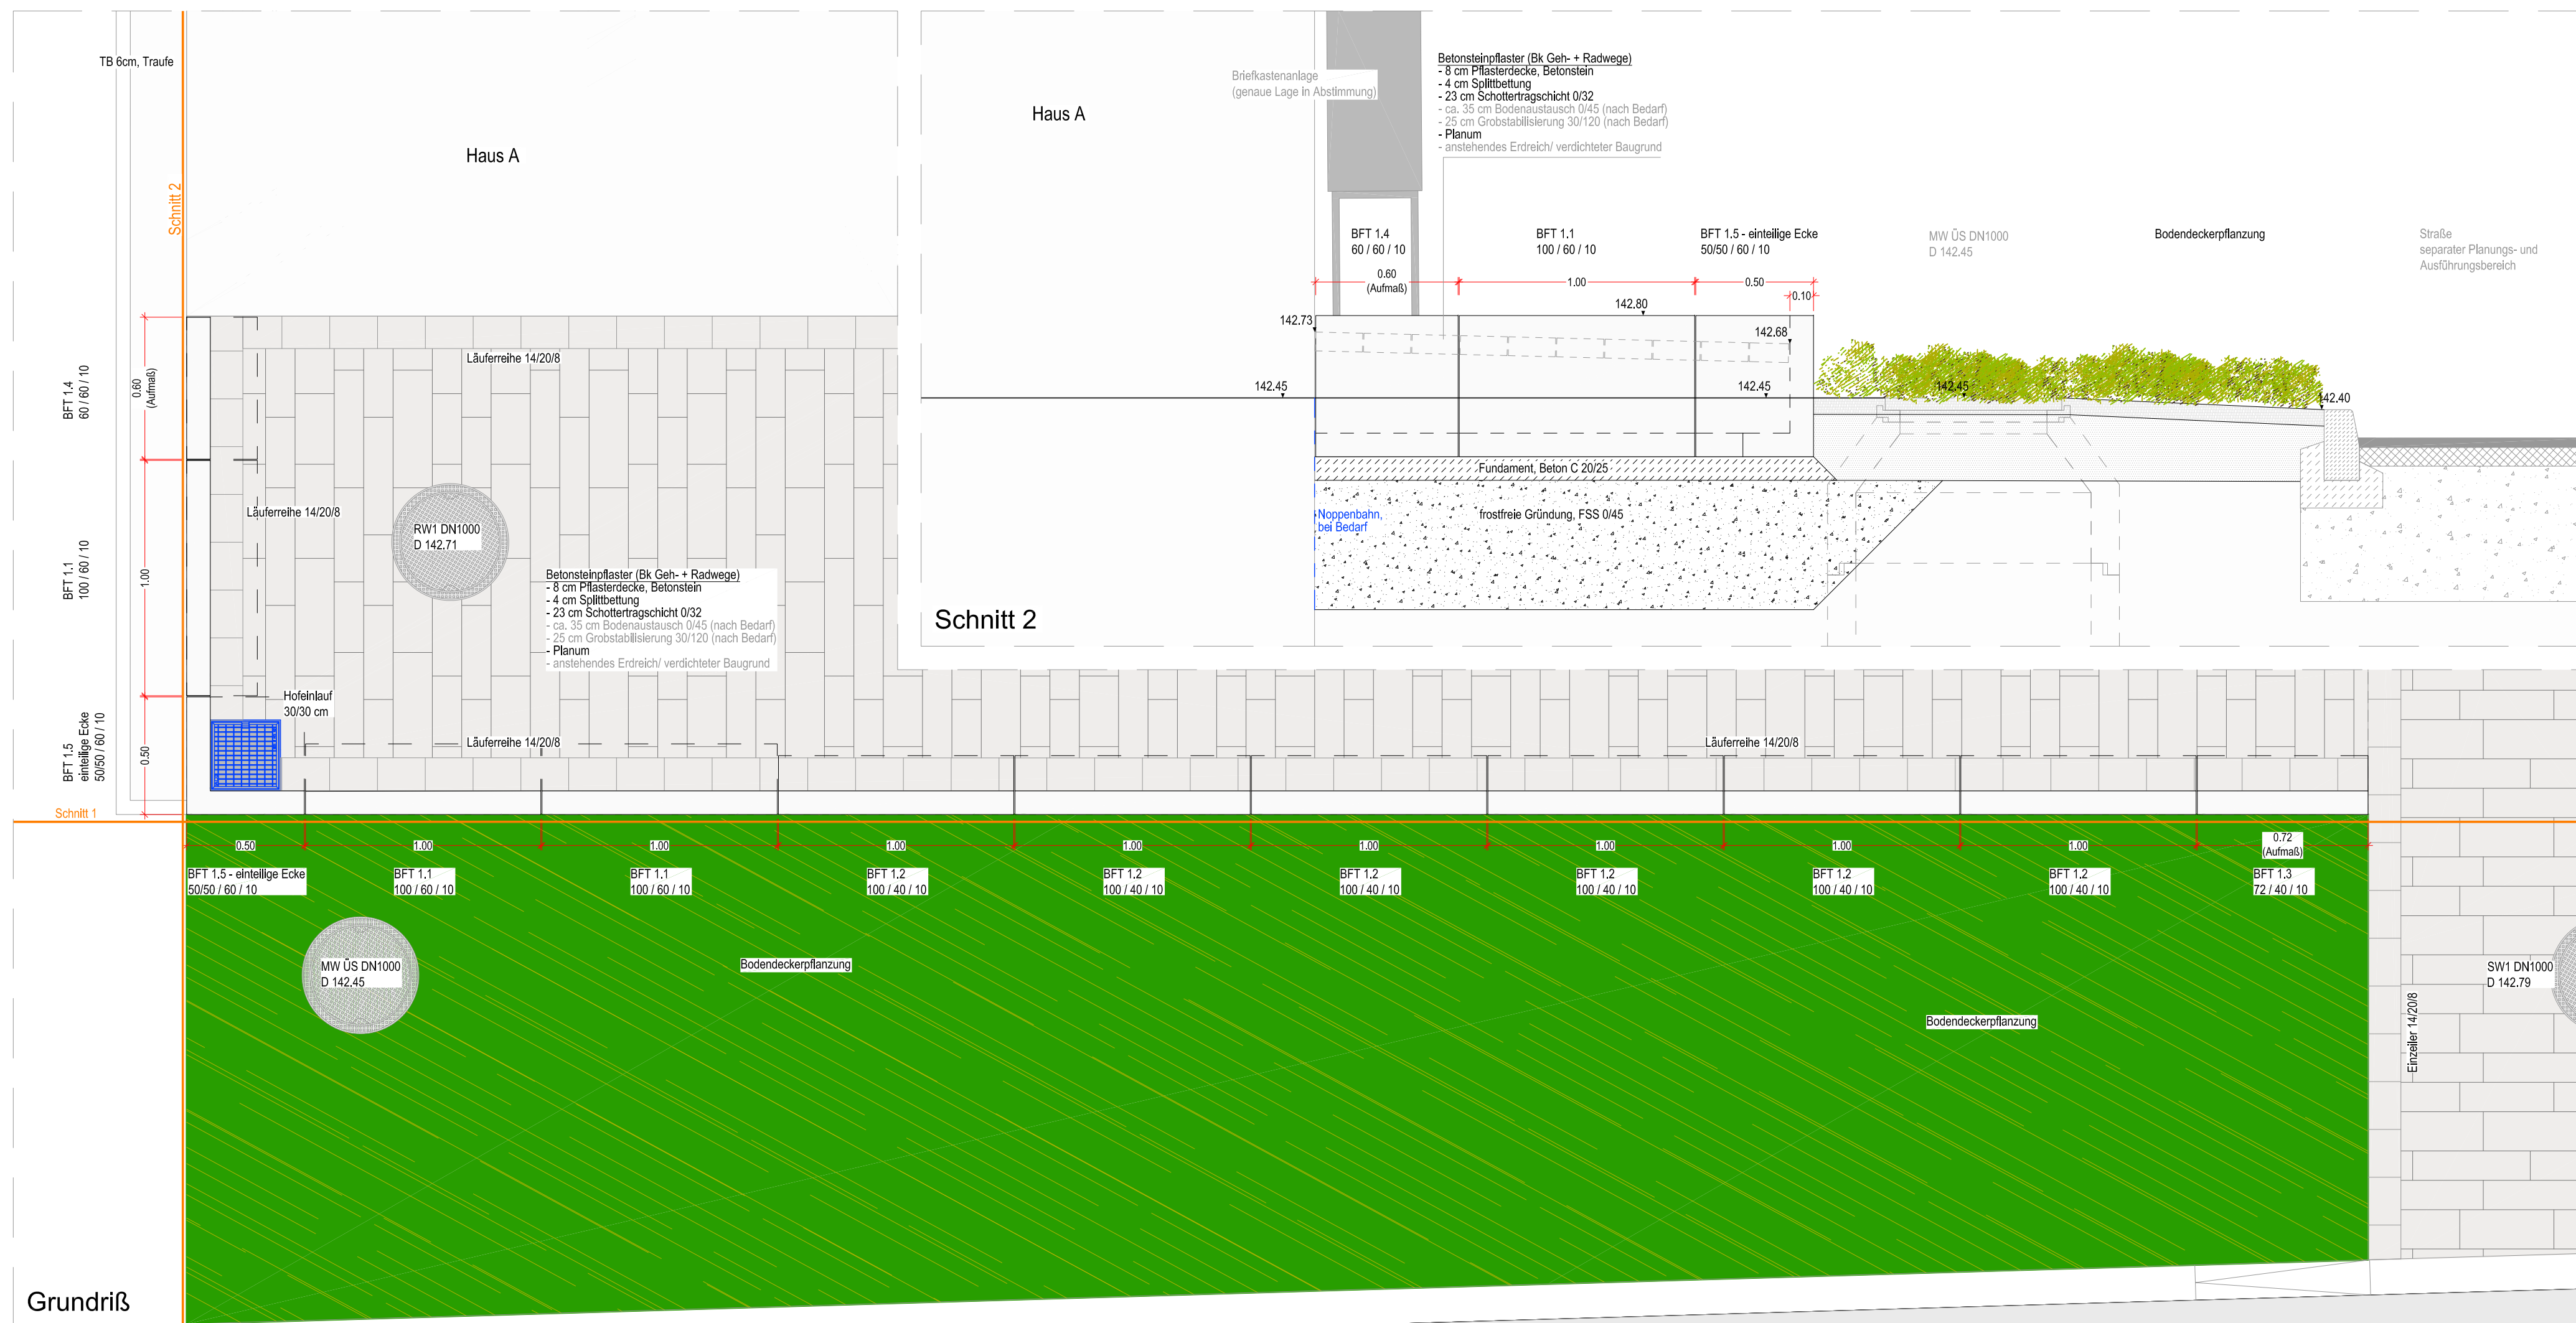 TB 6cm, Traufe
Schnitt 2
Haus A
BFT 1.4
60 / 60 / 10
0.60
(Aufmaß)
BFT 1.1
100 / 60 / 10
1.00
BFT 1.5
einteilige Ecke
50/50 / 60 / 10
0.50
Läuferreihe 14/20/8
Läuferreihe 14/20/8
RW1 DN1000
D 142.71
Betonsteinpflaster (Bk Geh- + Radwege)
- 8 cm Pflasterdecke, Betonstein
- 4 cm Splittbettung
- 23 cm Schottertragschicht 0/32
- ca. 35 cm Bodenaustausch 0/45 (nach Bedarf)
- 25 cm Grobstabilisierung 30/120 (nach Bedarf)
- Planum
- anstehendes Erdreich/ verdichteter Baugrund
Hofeinlauf
30/30 cm
Läuferreihe 14/20/8
Läuferreihe 14/20/8
Schnitt 1
Haus A
Briefkastenanlage
(genaue Lage in Abstimmung)
Betonsteinpflaster (Bk Geh- + Radwege)
- 8 cm Pflasterdecke, Betonstein
- 4 cm Splittbettung
- 23 cm Schottertragschicht 0/32
- ca. 35 cm Bodenaustausch 0/45 (nach Bedarf)
- 25 cm Grobstabilisierung 30/120 (nach Bedarf)
- Planum
- anstehendes Erdreich/ verdichteter Baugrund
BFT 1.4
60 / 60 / 10
BFT 1.1
100 / 60 / 10
BFT 1.5 - einteilige Ecke
50/50 / 60 / 10
MW ÜS DN1000
D 142.45
Bodendeckerpflanzung
Straße
separater Planungs- und
Ausführungsbereich
0.60
(Aufmaß)
1.00
0.50
0.10
142.80
142.73
142.68
142.45
142.45
142.45
142.40
Fundament, Beton C 20/25
Noppenbahn,
bei Bedarf
frostfreie Gründung, FSS 0/45
Schnitt 2
0.50
1.00
1.00
1.00
1.00
1.00
1.00
1.00
1.00
0.72
(Aufmaß)
BFT 1.5 - einteilige Ecke
50/50 / 60 / 10
BFT 1.1
100 / 60 / 10
BFT 1.1
100 / 60 / 10
BFT 1.2
100 / 40 / 10
BFT 1.2
100 / 40 / 10
BFT 1.2
100 / 40 / 10
BFT 1.2
100 / 40 / 10
BFT 1.2
100 / 40 / 10
BFT 1.2
100 / 40 / 10
BFT 1.3
72 / 40 / 10
MW ÜS DN1000
D 142.45
Bodendeckerpflanzung
Bodendeckerpflanzung
Einzeiler 14/20/8
SW1 DN1000
D 142.79
Grundriß